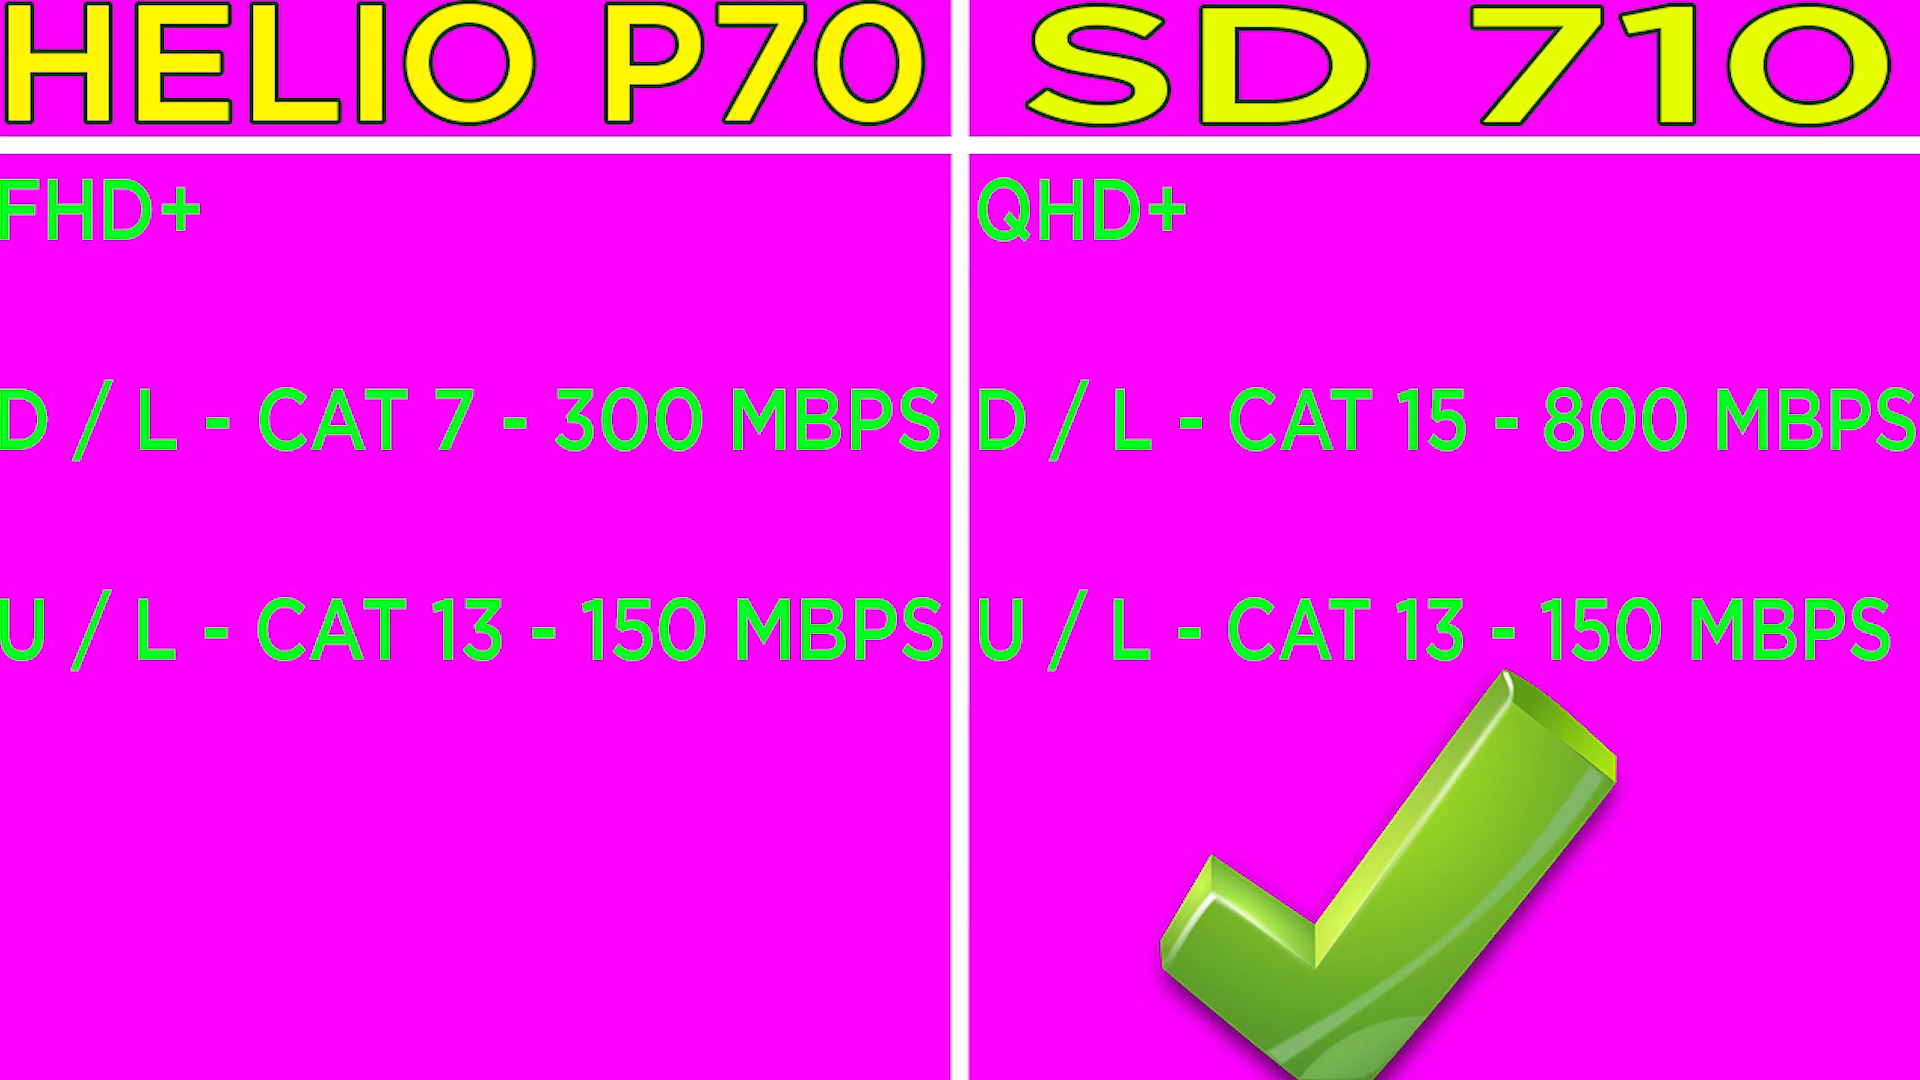 HELIO P70
SD 710
FHD+
D / L - CAT 7 - 300 MBPS
U / L - CAT 13 - 150 MBPS
QHD+
D / L - CAT 15 - 800 MBPS
U / L - CAT 13 - 150 MBPS